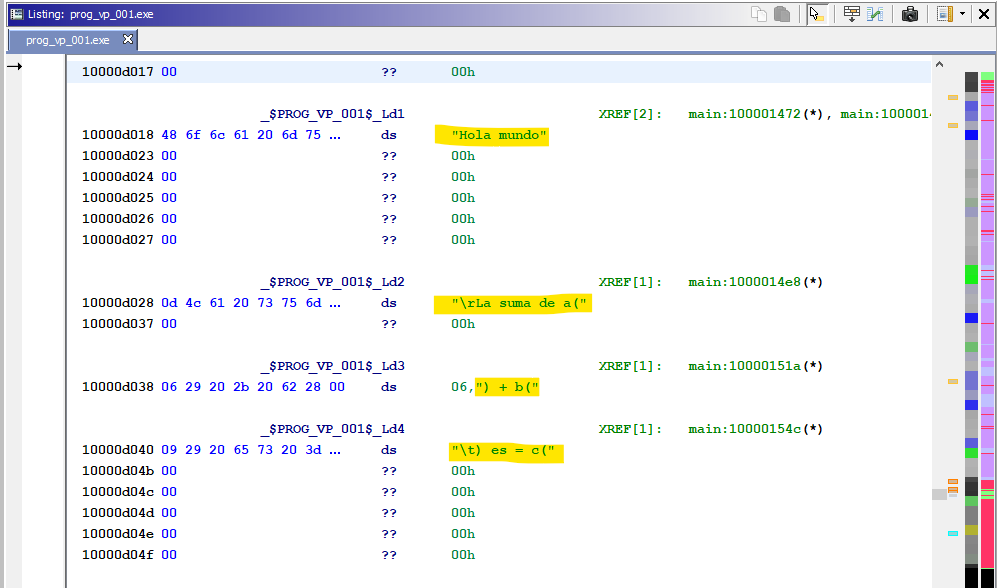 Listing: prog_vp_001.exe
prog_vp_001.exe
10000d017 00 ?? 00h
_$PROG_VP_001$_Ld1 XREF[2]: main:100001472(*), main:1000014
10000d018 48 6f 6c 61 20 6d 75 ... ds "Hola mundo"
10000d023 00 ?? 00h
10000d024 00 ?? 00h
10000d025 00 ?? 00h
10000d026 00 ?? 00h
10000d027 00 ?? 00h
_$PROG_VP_001$_Ld2 XREF[1]: main:1000014e8(*)
10000d028 0d 4c 61 20 73 75 6d ... ds "\rLa suma de a("
10000d037 00 ?? 00h
_$PROG_VP_001$_Ld3 XREF[1]: main:10000151a(*)
10000d038 06 29 20 2b 20 62 28 00 ds 06,") + b("
_$PROG_VP_001$_Ld4 XREF[1]: main:10000154c(*)
10000d040 09 29 20 65 73 20 3d ... ds "\t) es = c("
10000d04b 00 ?? 00h
10000d04c 00 ?? 00h
10000d04d 00 ?? 00h
10000d04e 00 ?? 00h
10000d04f 00 ?? 00h